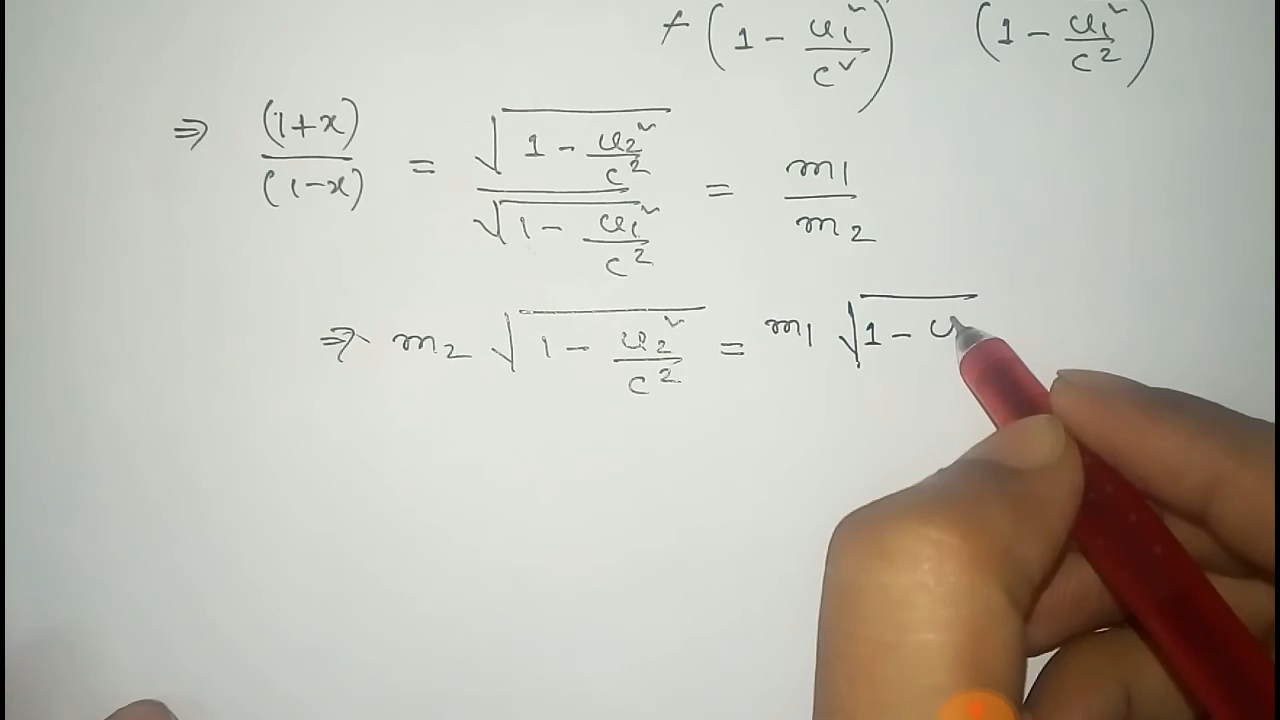 + (1 - u₁²/c²) (1 - u₁²/c²)
⇒ (1+x)/(1-x) = √(1 - u₂²/c²)/√(1 - u₁²/c²) = m₁/m₂
⇒ m₂ √(1 - u₂²/c²) = m₁ √(1 - u